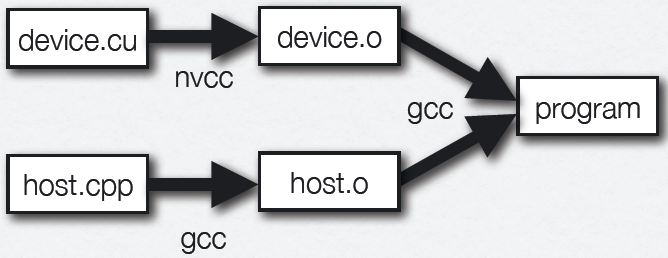 device.cu
nvcc
device.o
gcc
program
host.cpp
gcc
host.o